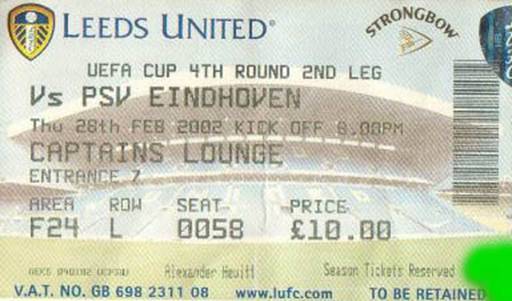 LEEDS UNITED
STRONGBOW
UEFA CUP 4TH ROUND 2ND LEG
Vs PSV EINDHOVEN
Thu 28th FEB 2002 KICK OFF 8.00PM
CAPTAINS LOUNGE
ENTRANCE 7
AREA ROW SEAT PRICE
F24 L 0058 £10.00
Alexander Hewitt Season Tickets Reserved
V.A.T. NO. GB 698 2311 08 www.lufc.com TO BE RETAINED